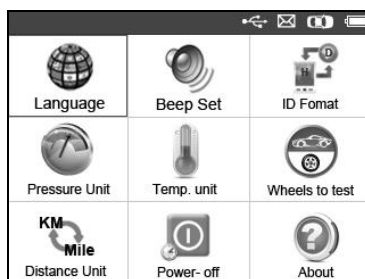 Language
Beep Set
ID Fomat
Pressure Unit
Temp. unit
Wheels to test
KM
Mile
Distance Unit
Power- off
About